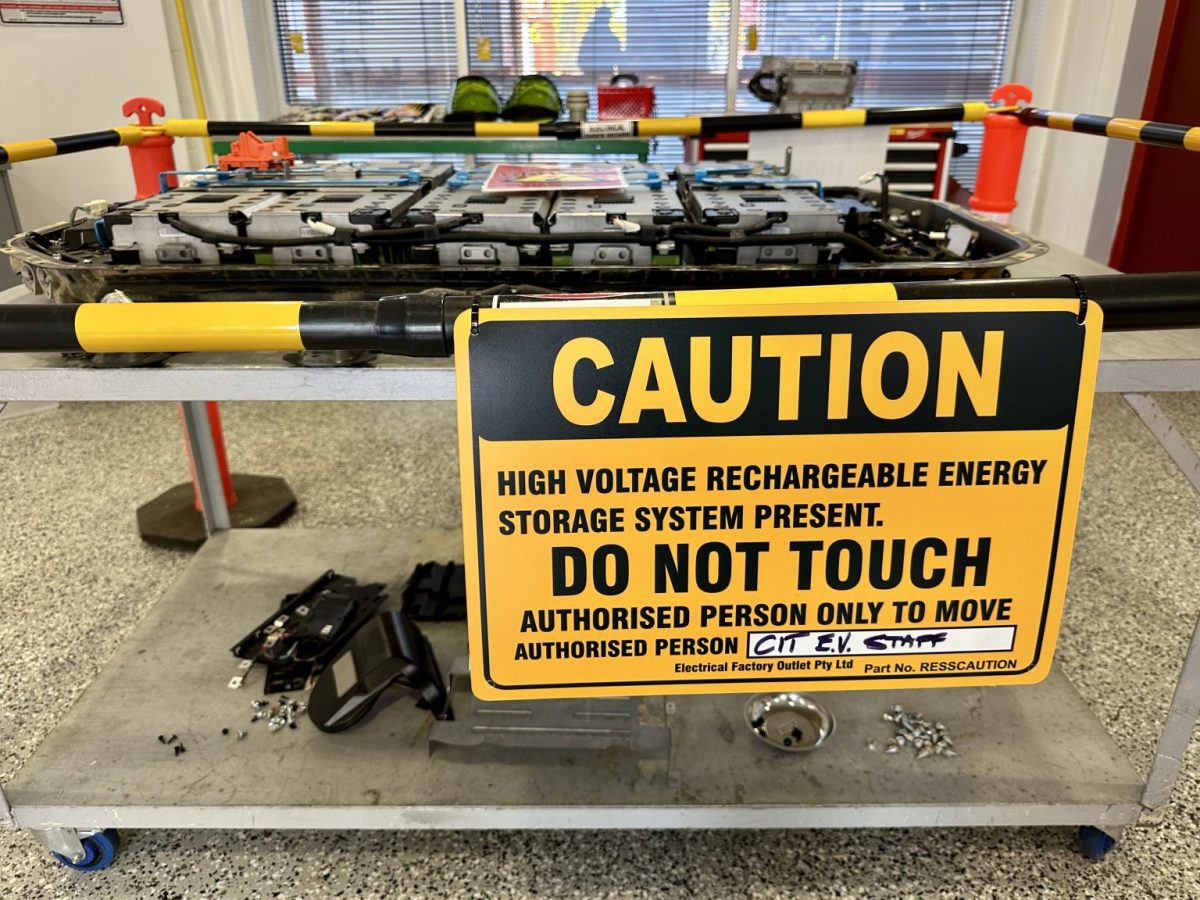 ELECTRICAL
CAUTION
HIGH VOLTAGE RECHARGEABLE ENERGY
STORAGE SYSTEM PRESENT.
DO NOT TOUCH
AUTHORISED PERSON ONLY TO MOVE
AUTHORISED PERSON CIT E.V. STAFF
Electrical Factory Outlet Pty Ltd Part No. RESSCAUTION